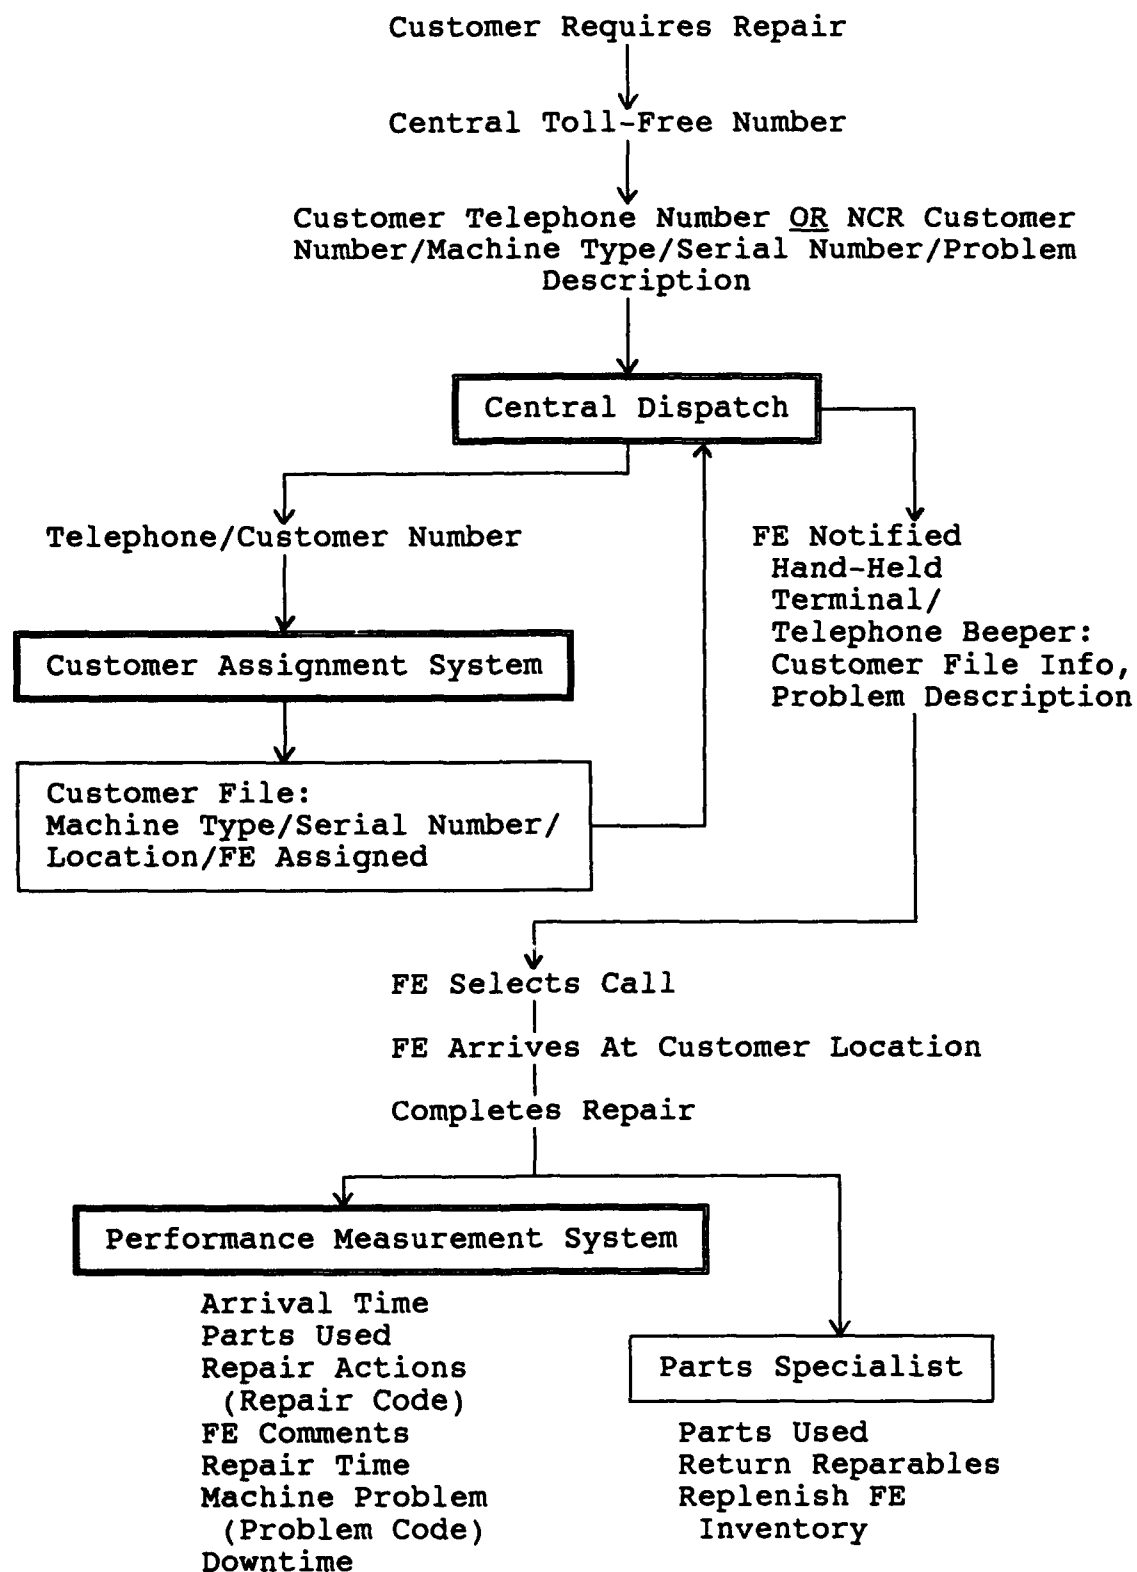 Customer Requires Repair
Central Toll-Free Number
Customer Telephone Number OR NCR Customer
Number/Machine Type/Serial Number/Problem
Description
Central Dispatch
Telephone/Customer Number
Customer Assignment System
Customer File:
Machine Type/Serial Number/
Location/FE Assigned
FE Notified
Hand-Held
Terminal/
Telephone Beeper:
Customer File Info,
Problem Description
FE Selects Call
FE Arrives At Customer Location
Completes Repair
Performance Measurement System
Arrival Time
Parts Used
Repair Actions
(Repair Code)
FE Comments
Repair Time
Machine Problem
(Problem Code)
Downtime
Parts Specialist
Parts Used
Return Reparables
Replenish FE
Inventory